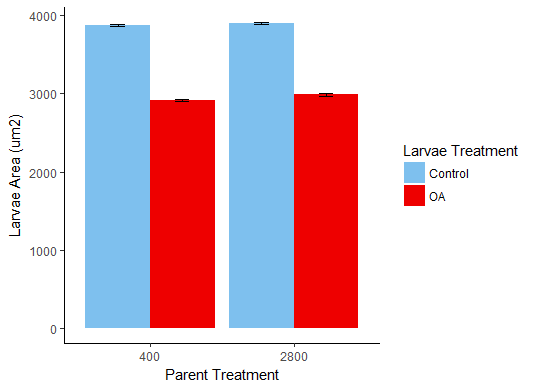 4000
3000
2000
1000
0
Larvae Area (um2)
400
2800
Parent Treatment
Larvae Treatment
Control
OA